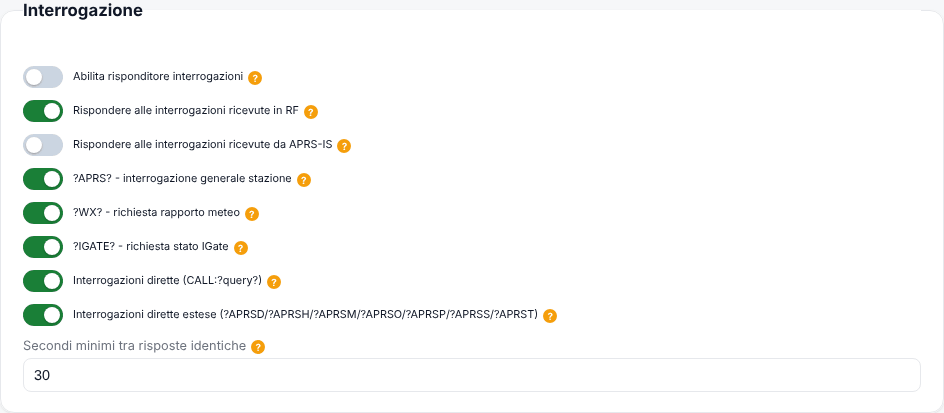 Interrogazione
Abilita risponditore interrogazioni ?
Rispondere alle interrogazioni ricevute in RF ?
Rispondere alle interrogazioni ricevute da APRS-IS ?
?APRS? - interrogazione generale stazione ?
?WX? - richiesta rapporto meteo ?
?IGATE? - richiesta stato IGate ?
Interrogazioni dirette (CALL:?query?) ?
Interrogazioni dirette estese (?APRSD/?APRSH/?APRSM/?APRSO/?APRSP/?APRSS/?APRST) ?
Secondi minimi tra risposte identiche ?
30